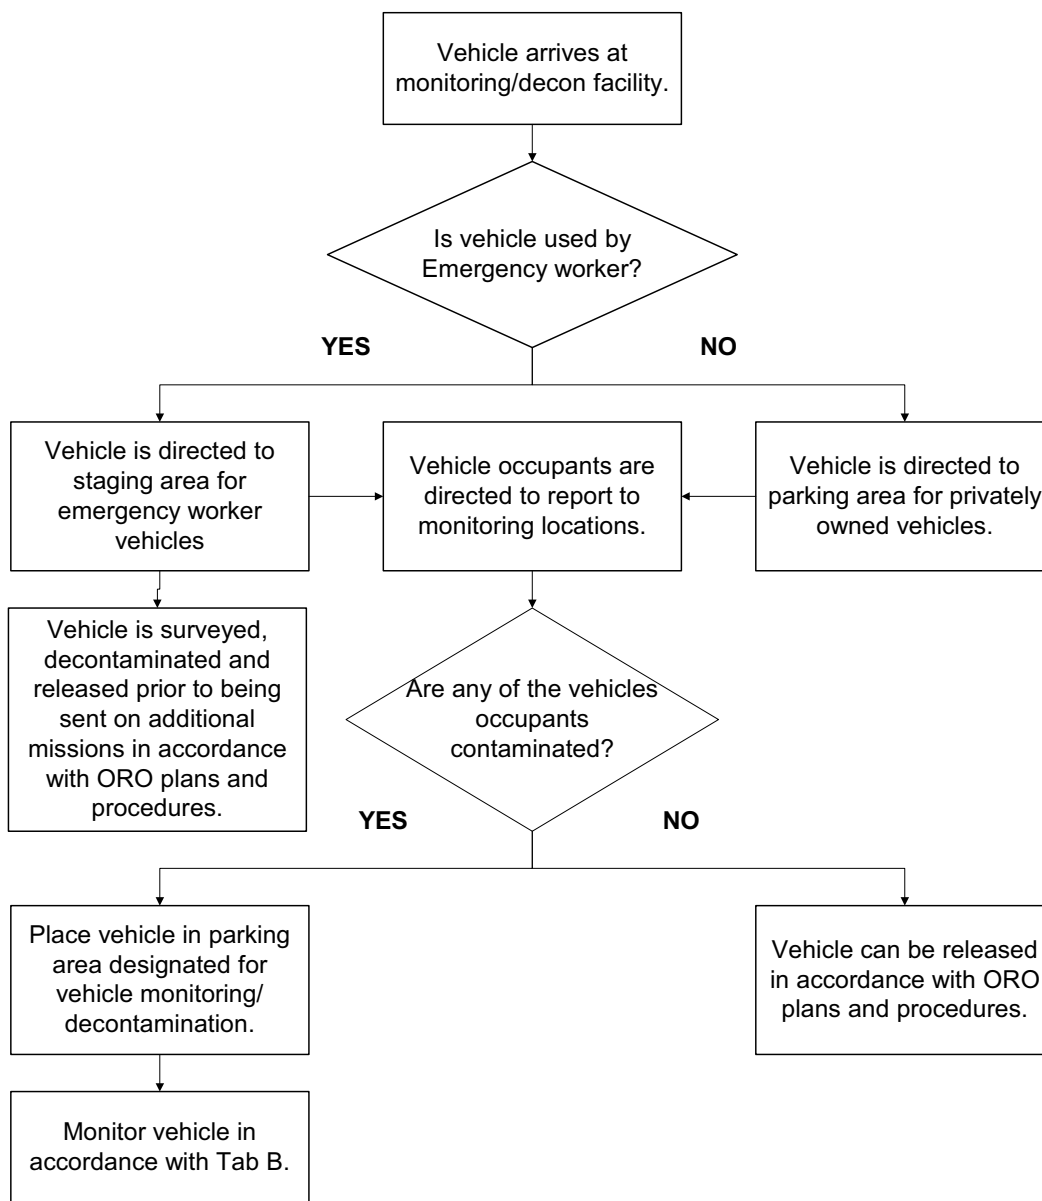 Vehicle arrives at
monitoring/decon facility.
Is vehicle used by
Emergency worker?
YES
NO
Vehicle is directed to
staging area for
emergency worker
vehicles
Vehicle occupants are
directed to report to
monitoring locations.
Vehicle is directed to
parking area for privately
owned vehicles.
Vehicle is surveyed,
decontaminated and
released prior to being
sent on additional
missions in accordance
with ORO plans and
procedures.
Are any of the vehicles
occupants
contaminated?
YES
NO
Place vehicle in parking
area designated for
vehicle monitoring/
decontamination.
Vehicle can be released
in accordance with ORO
plans and procedures.
Monitor vehicle in
accordance with Tab B.